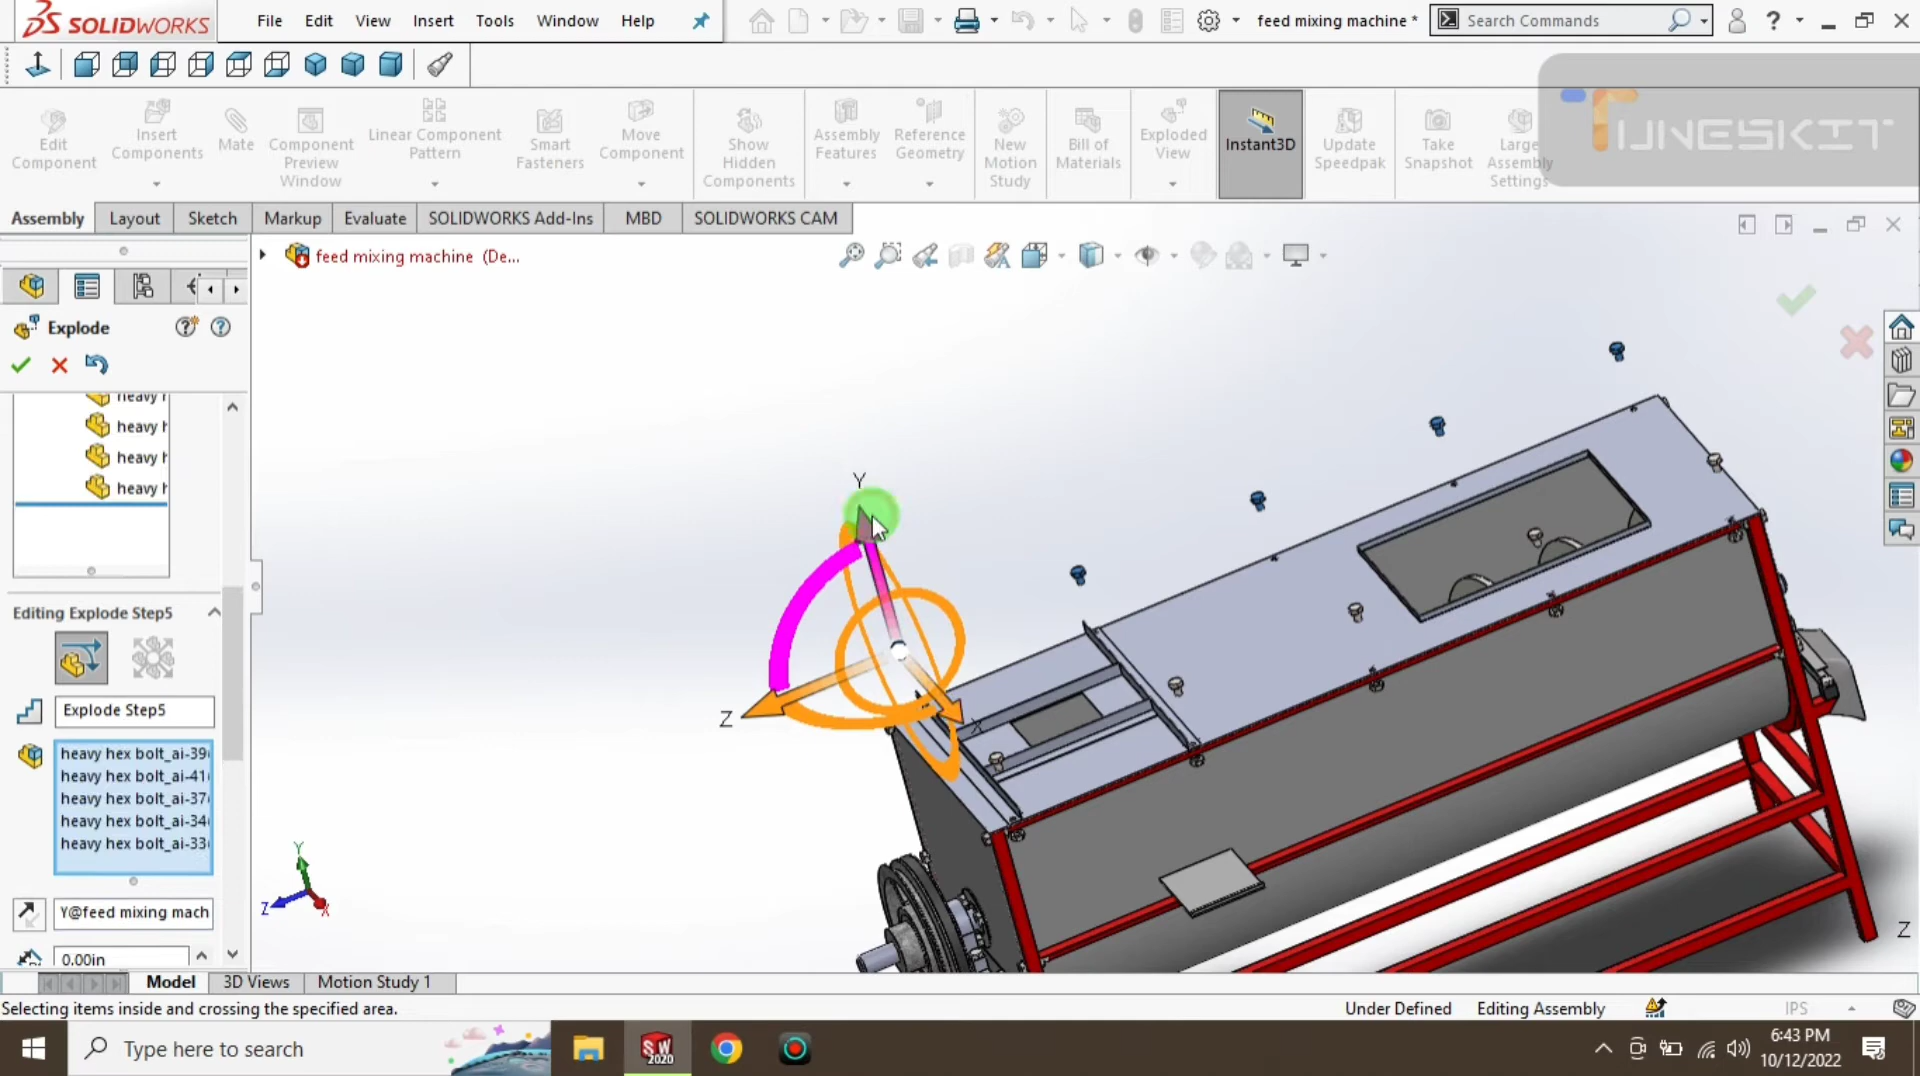 SOLIDWORKS
File Edit View Insert Tools Window Help
feed mixing machine *
Search Commands
TUNESKIT
Edit Component
Insert Components
Mate
Component Preview Window
Linear Component Pattern
Smart Fasteners
Move Component
Show Hidden Components
Assembly Features
Reference Geometry
New Motion Study
Bill of Materials
Exploded View
Instant3D
Update Speedpak
Take Snapshot
Large Assembly Settings
Assembly Layout Sketch Markup Evaluate SOLIDWORKS Add-Ins MBD SOLIDWORKS CAM
feed mixing machine (De...
Explode
heavy h
heavy h
heavy h
heavy h
Editing Explode Step5
Explode Step5
heavy hex bolt_ai-39
heavy hex bolt_ai-41
heavy hex bolt_ai-37
heavy hex bolt_ai-34
heavy hex bolt_ai-33
Y@feed mixing mach
0.00in
Y
Z
X
Y
Z
X
Z
Model 3D Views Motion Study 1
Selecting items inside and crossing the specified area.
Under Defined Editing Assembly IPS
Type here to search
SW 2020
6:43 PM
10/12/2022